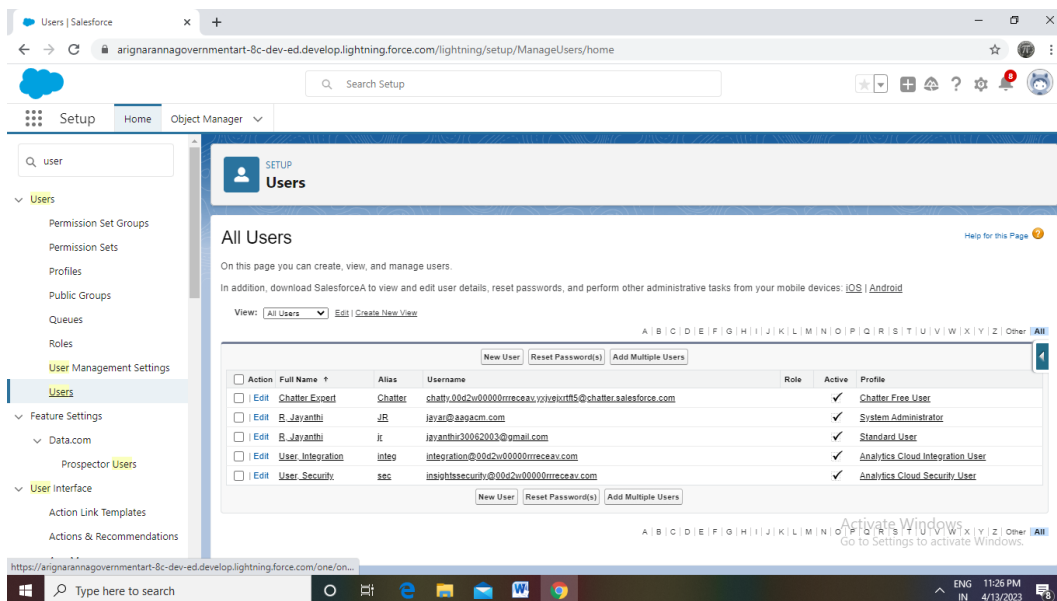 Users | Salesforce
arignarannagovernmentart-8c-dev-ed.develop.lightning.force.com/lightning/setup/ManageUsers/home
Search Setup
8
Setup Home Object Manager
user
Users
Permission Set Groups
Permission Sets
Profiles
Public Groups
Queues
Roles
User Management Settings
Users
Feature Settings
Data.com
Prospector Users
User Interface
Action Link Templates
Actions & Recommendations
SETUP
Users
All Users
Help for this Page ?
On this page you can create, view, and manage users.
In addition, download SalesforceA to view and edit user details, reset passwords, and perform other administrative tasks from your mobile devices: iOS | Android
View: All Users Edit | Create New View
A | B | C | D | E | F | G | H | I | J | K | L | M | N | O | P | Q | R | S | T | U | V | W | X | Y | Z | Other All
New User Reset Password(s) Add Multiple Users
Action Full Name ↑ Alias Username Role Active Profile
| Edit Chatter Expert Chatter chatty.00d2w00000rrreceav.yxjvejxrtft5@chatter.salesforce.com Chatter Free User
| Edit R, Jayanthi JR jayar@aagacm.com System Administrator
| Edit R, Jayanthi jr jayanthir30062003@gmail.com Standard User
| Edit User, Integration integ integration@00d2w00000rrreceav.com Analytics Cloud Integration User
| Edit User, Security sec insightssecurity@00d2w00000rrreceav.com Analytics Cloud Security User
New User Reset Password(s) Add Multiple Users
A | B | C | D | E | F | G | H | I | J | K | L | M | N | O | P | Q | R | S | T | U | V | W | X | Y | Z | Other All
Activate Windows
Go to Settings to activate Windows.
https://arignarannagovernmentart-8c-dev-ed.develop.lightning.force.com/one/on...
Type here to search
ENG 11:26 PM
IN 4/13/2023
8